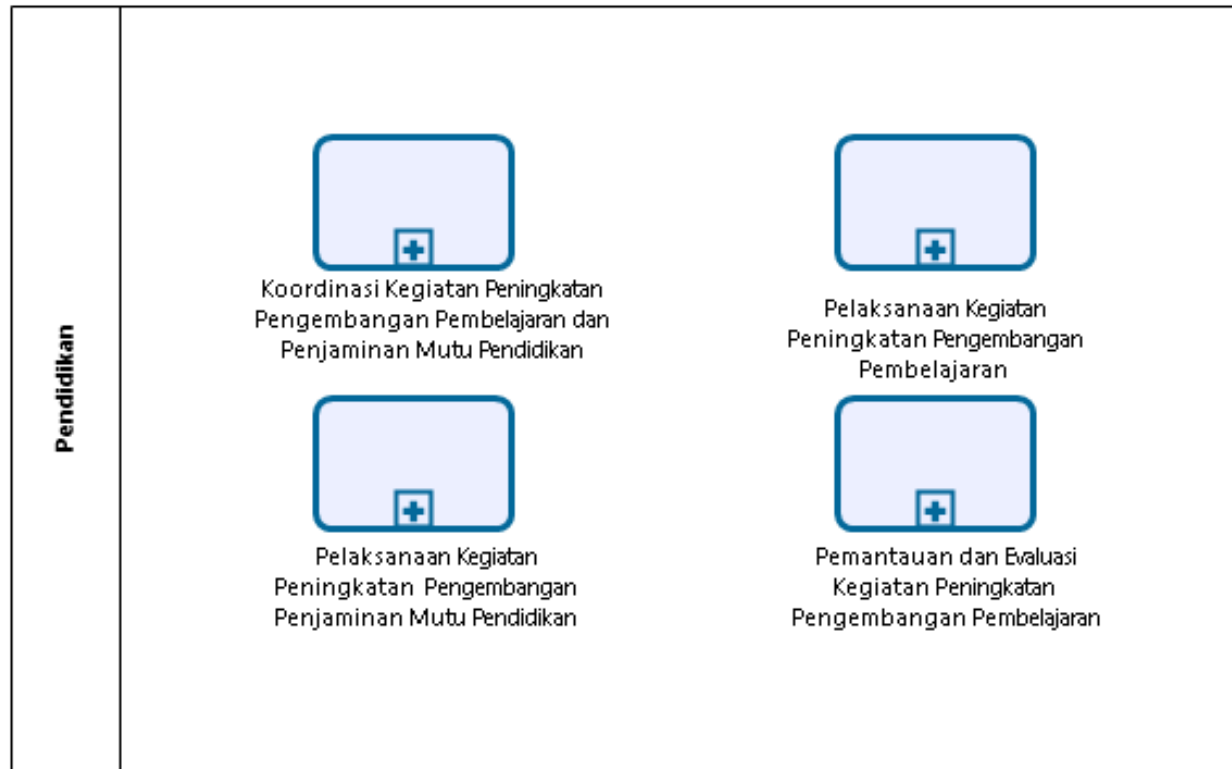 Pendidikan
Koordinasi Kegiatan Peningkatan
Pengembangan Pembelajaran dan
Penjaminan Mutu Pendidikan
Pelaksanaan Kegiatan
Peningkatan Pengembangan
Pembelajaran
Pelaksanaan Kegiatan
Peningkatan Pengembangan
Penjaminan Mutu Pendidikan
Pemantauan dan Evaluasi
Kegiatan Peningkatan
Pengembangan Pembelajaran